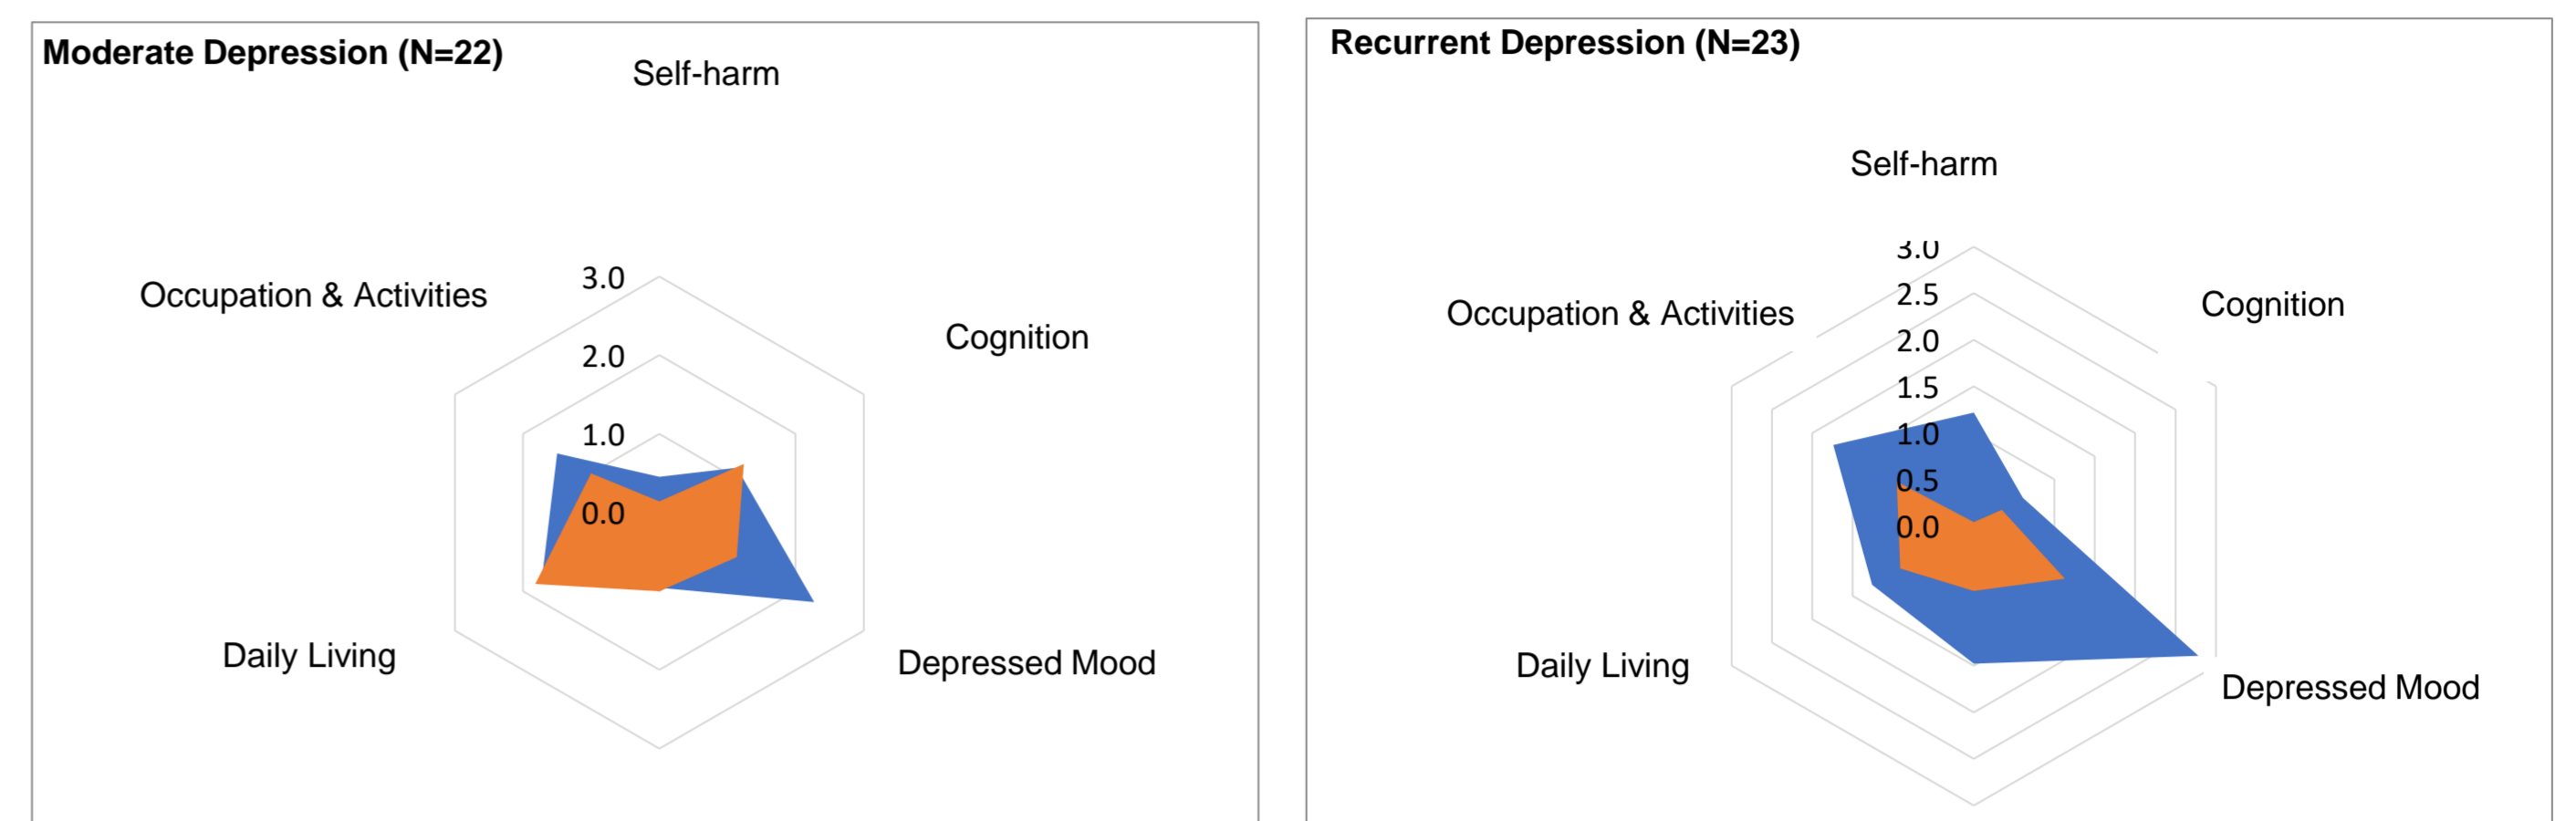 Moderate Depression (N=22)
Self-harm
Occupation & Activities
3.0
Cognition
2.0
1.0
0.0
Daily Living
Depressed Mood
Recurrent Depression (N=23)
Self-harm
3.0
2.5
Cognition
Occupation & Activities
2.0
1.5
1.0
0.5
0.0
Daily Living
Depressed Mood